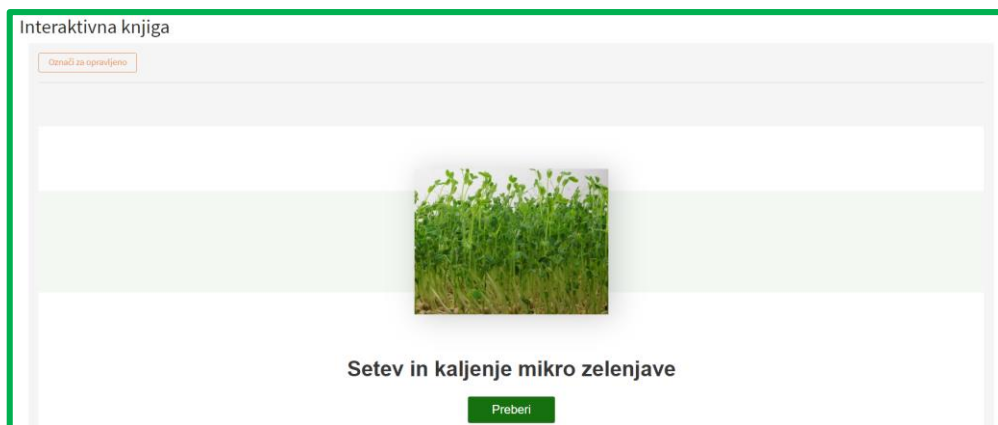 Interaktivna knjiga
Označi za opravljeno
Setev in kaljenje mikro zelenjave
Preberi